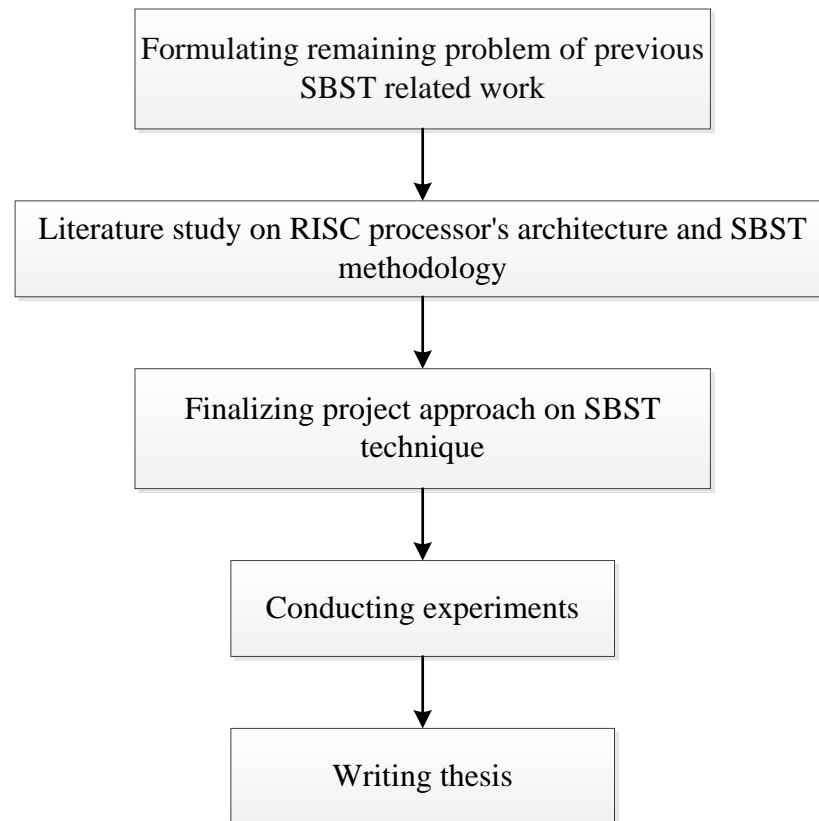 Formulating remaining problem of previous
SBST related work
Literature study on RISC processor's architecture and SBST
methodology
Finalizing project approach on SBST
technique
Conducting experiments
Writing thesis